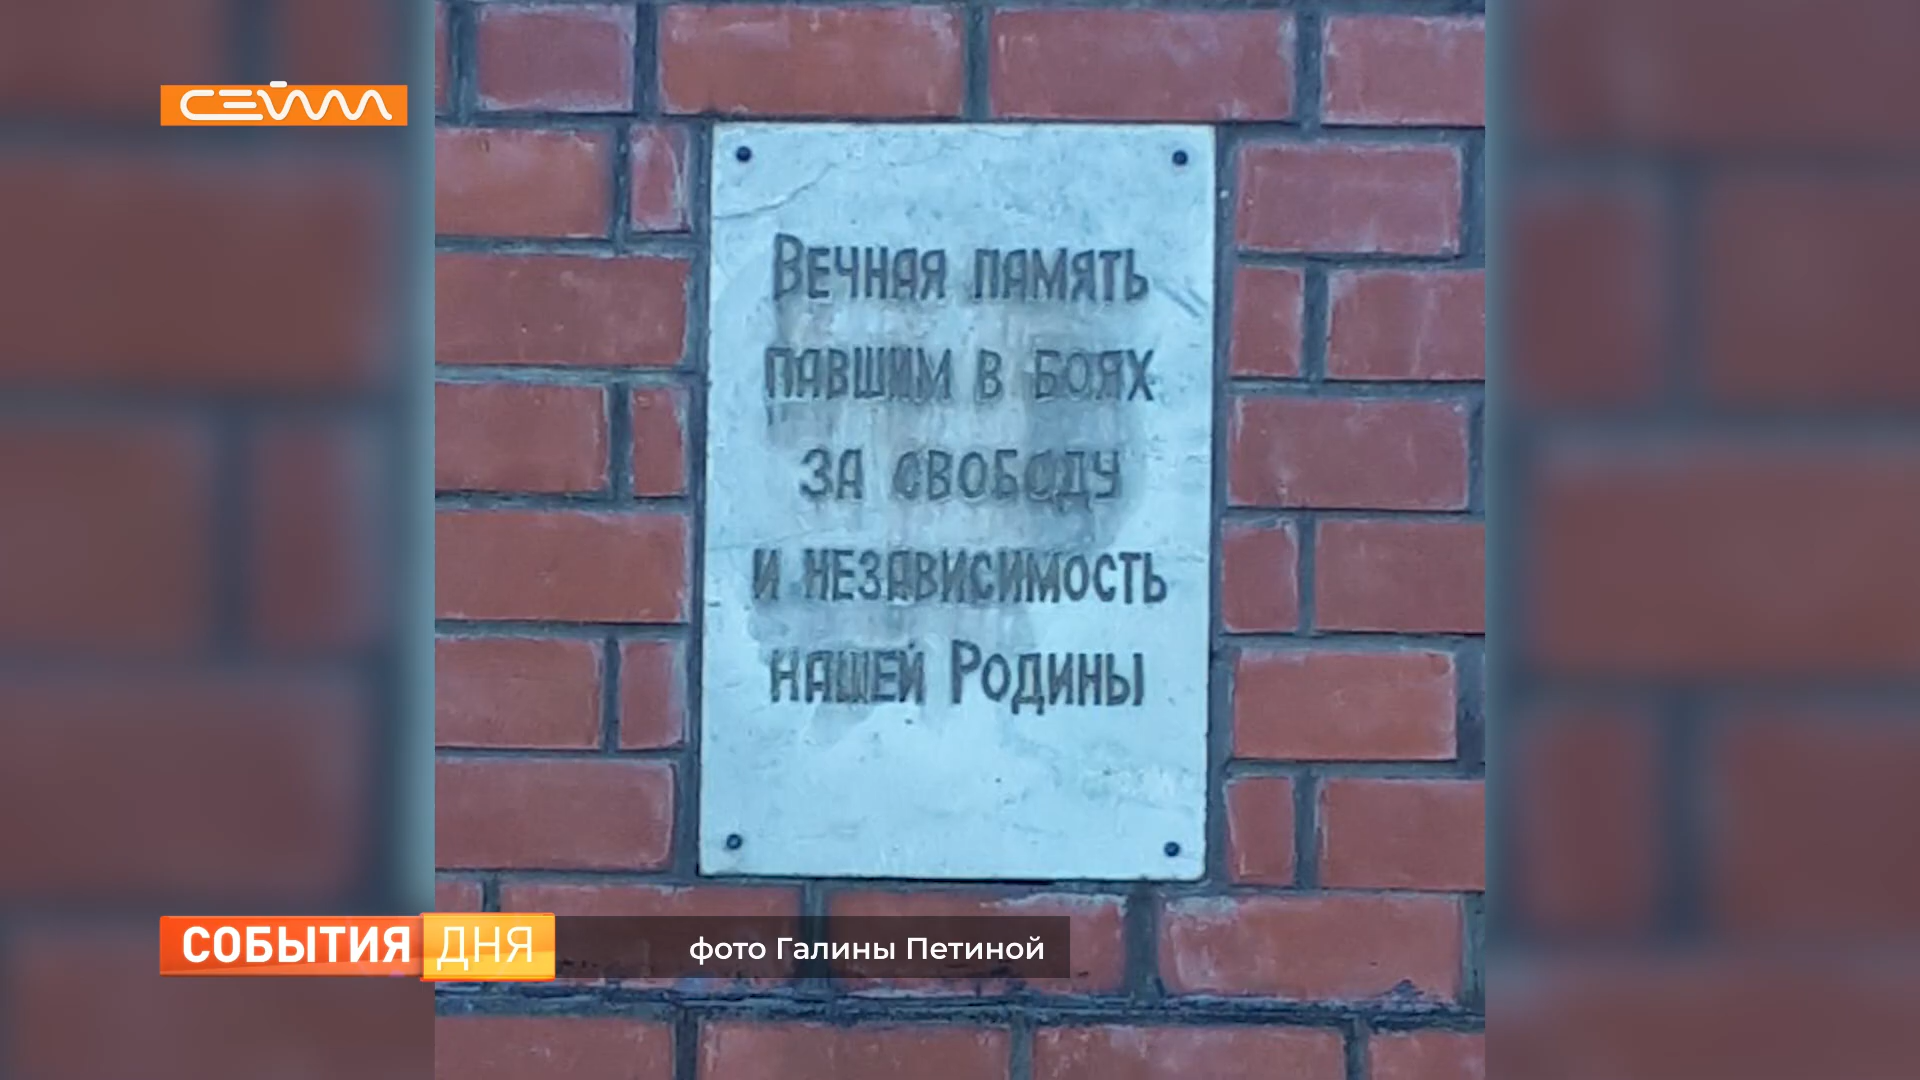 СЕЙМ
Вечная память
павшим в боях
за свободу
и независимость
нашей Родины
СОБЫТИЯ ДНЯ
фото Галины Петиной